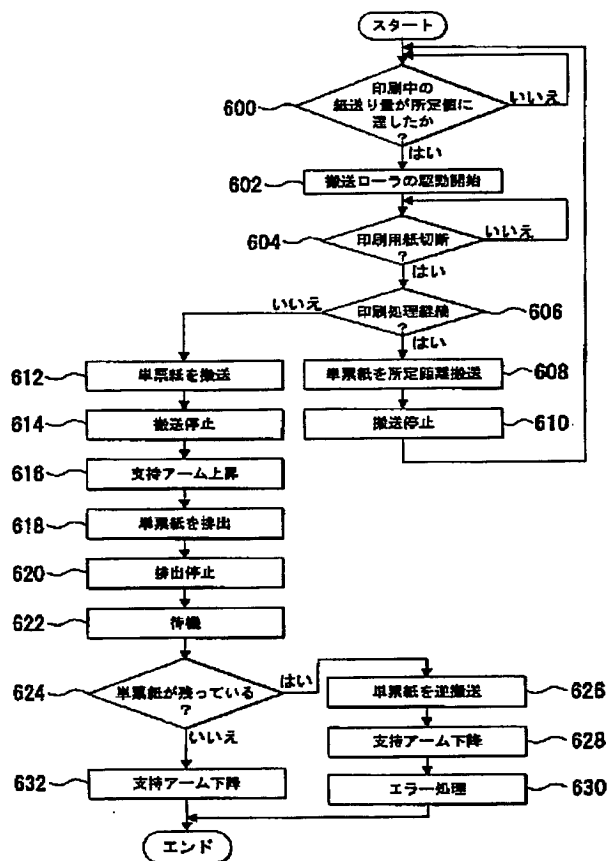 スタート
印刷中の
紙送り量が所定値に
達したか
?
600
いいえ
はい
602
搬送ローラの駆動開始
604
印刷用紙切断
?
いいえ
はい
いいえ
印刷処理継続
?
606
はい
612
単票紙を搬送
単票紙を所定距離搬送
608
614
搬送停止
搬送停止
610
616
支持アーム上昇
618
単票紙を排出
620
排出停止
622
待機
624
単票紙が残っている
?
はい
単票紙を逆搬送
626
いいえ
支持アーム下降
628
632
支持アーム下降
エラー処理
630
エンド